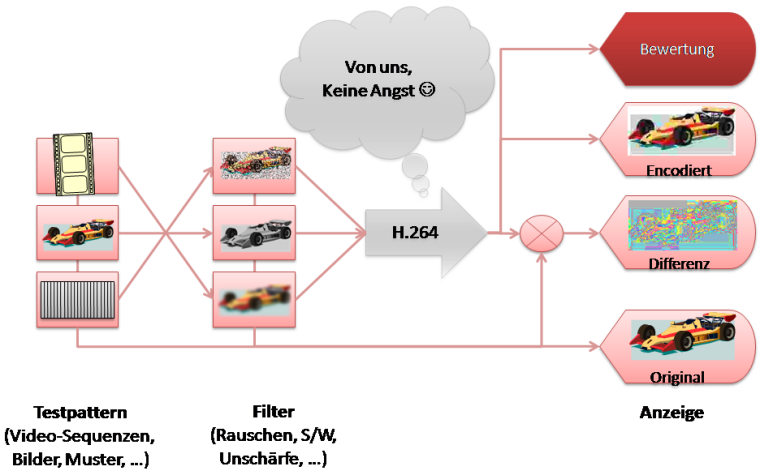 Von uns,
Keine Angst ☺
Bewertung
Encodiert
H.264
Differenz
Original
Testpattern
(Video-Sequenzen,
Bilder, Muster, ...)
Filter
(Rauschen, S/W,
Unschärfe, ...)
Anzeige